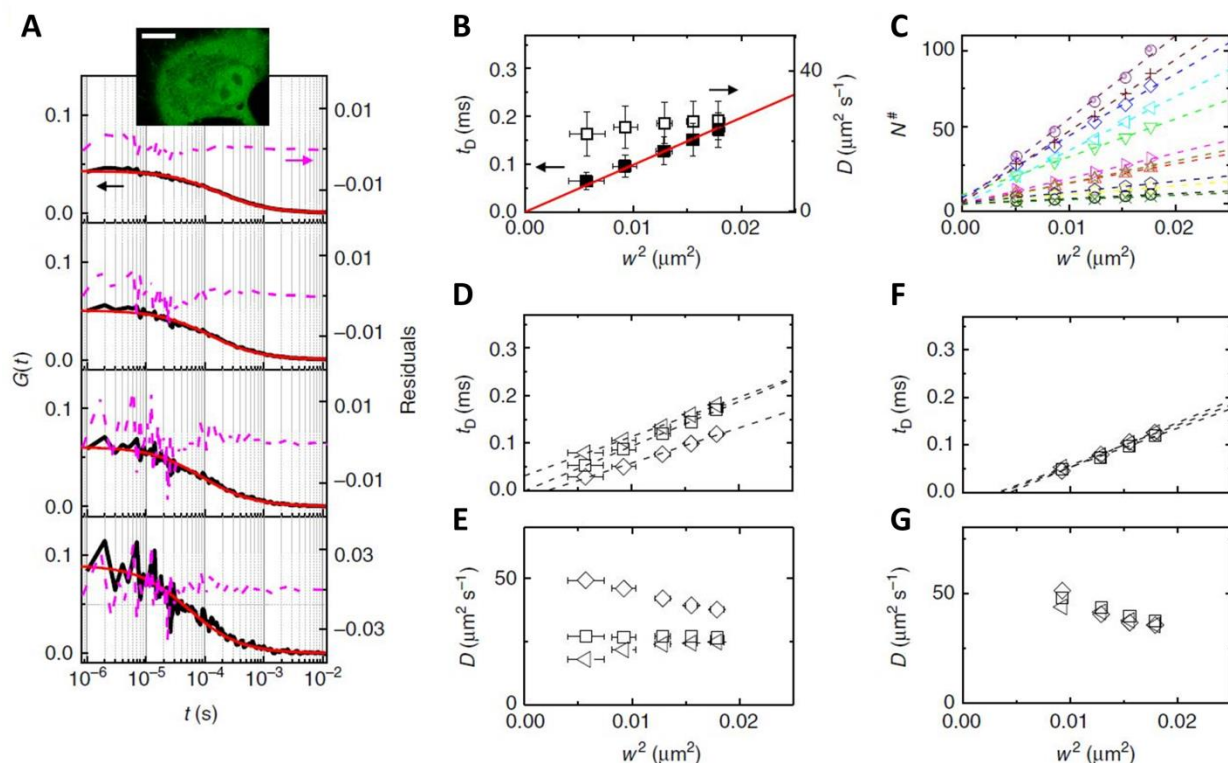 A
0.1
0.01
0.0
−0.01
0.1
0.01
0.0
−0.01
0.1
0.01
0.0
−0.01
0.1
0.03
0.0
−0.03
G(t)
Residuals
10⁻⁶ 10⁻⁵ 10⁻⁴ 10⁻³ 10⁻²
t (s)
B
0.3
0.2
0.1
0.0
tD (ms)
40
0
D (μm² s⁻¹)
0.00 0.01 0.02
w² (μm²)
C
100
50
0
N#
0.00 0.01 0.02
w² (μm²)
D
0.3
0.2
0.1
0.0
tD (ms)
E
50
25
0
D (μm² s⁻¹)
0.00 0.01 0.02
w² (μm²)
F
0.3
0.2
0.1
0.0
tD (ms)
G
50
0
D (μm² s⁻¹)
0.00 0.01 0.02
w² (μm²)